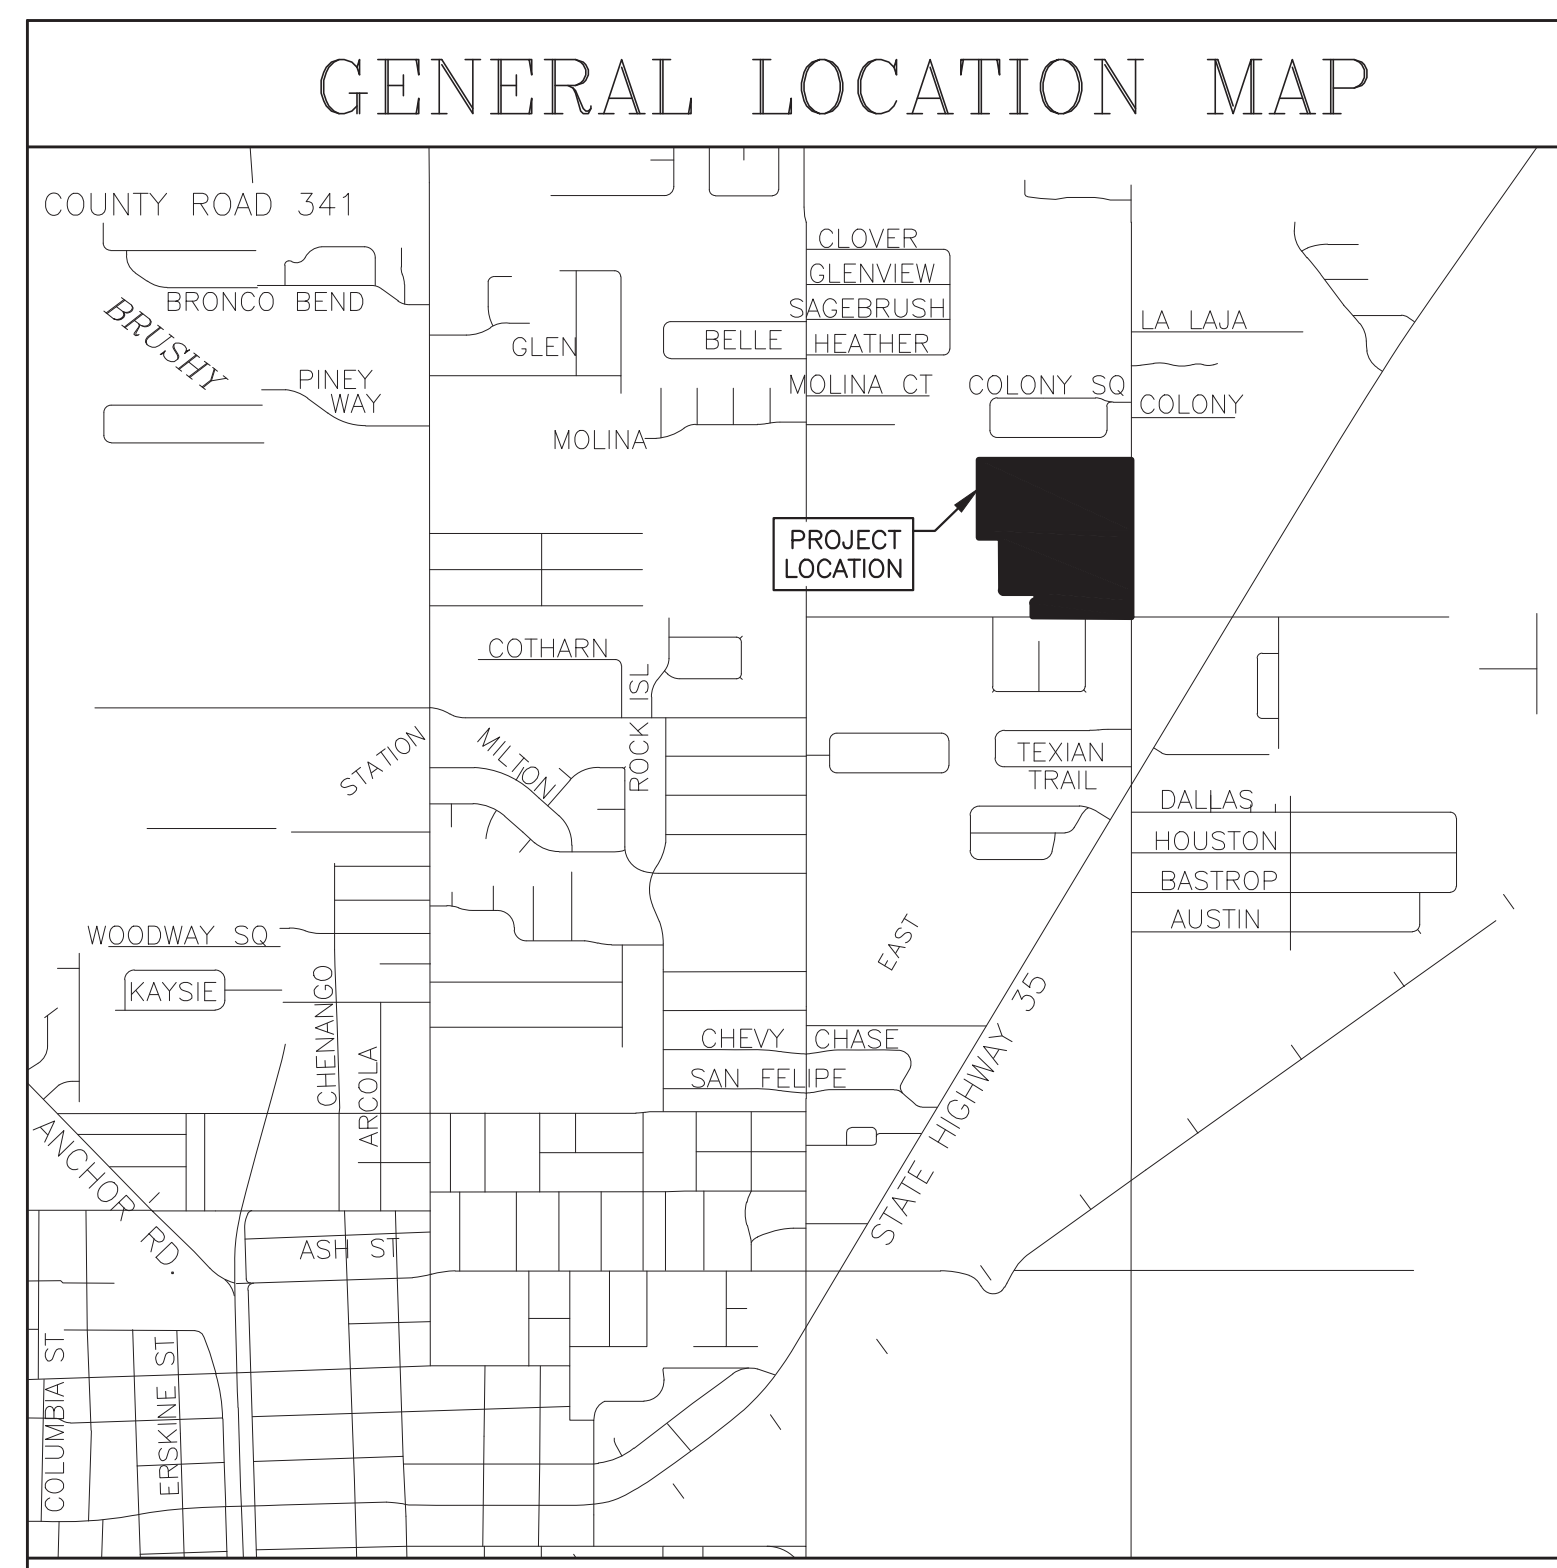 GENERAL LOCATION MAP
COUNTY ROAD 341
CLOVER
GLENVIEW
BRONCO BEND
SAGEBRUSH
BRUSHY
GLEN
BELLE
HEATHER
LA LAJA
PINEY
WAY
MOLINA CT
COLONY SQ
COLONY
MOLINA
PROJECT
LOCATION
COTHARN
ROCK ISL
STATION
MILTON
TEXIAN
TRAIL
DALLAS
HOUSTON
BASTROP
AUSTIN
WOODWAY SQ
EAST
KAYSIE
CHENANGO
ARCOLA
CHEVY CHASE
SAN FELIPE
STATE HIGHWAY 35
ANCHOR RD.
ASH ST
COLUMBIA ST
ERSKINE ST